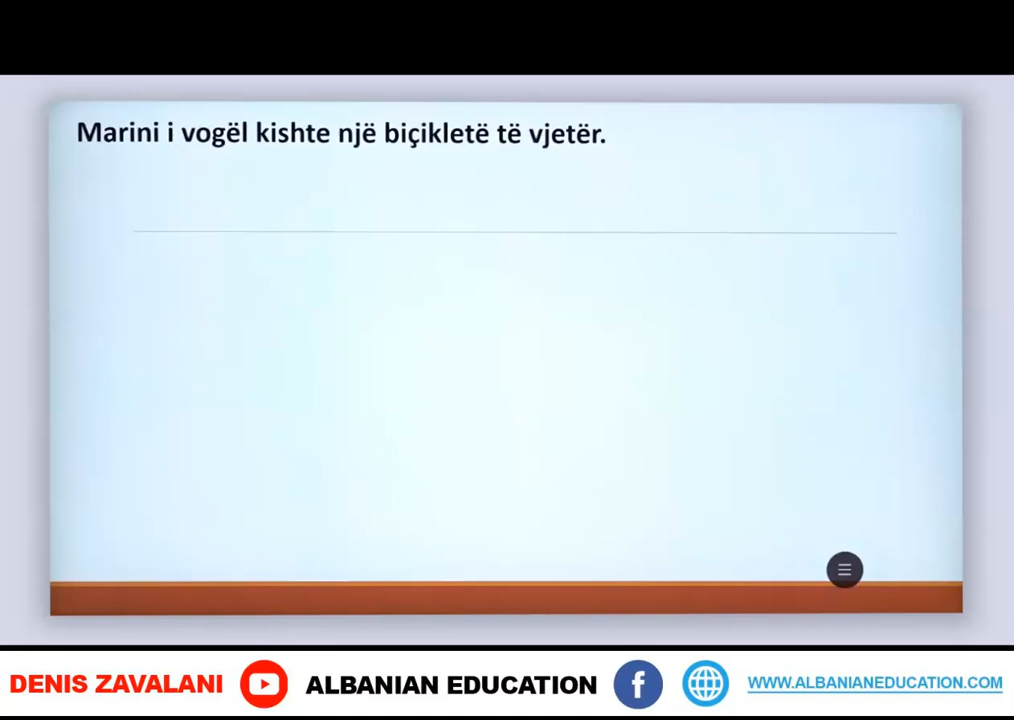 Marini i vogël kishte një biçikletë të vjetër.
DENIS ZAVALANI ALBANIAN EDUCATION WWW.ALBANIANEDUCATION.COM